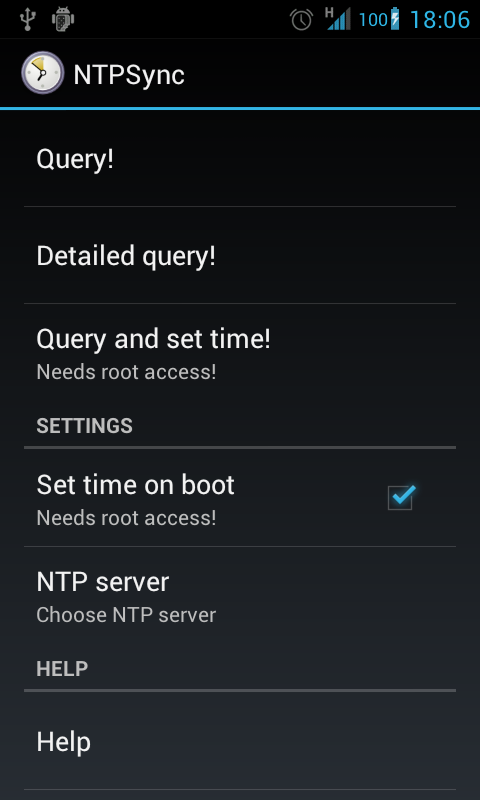 H 100 18:06
NTPSync
Query!
Detailed query!
Query and set time!
Needs root access!
SETTINGS
Set time on boot
Needs root access!
NTP server
Choose NTP server
HELP
Help